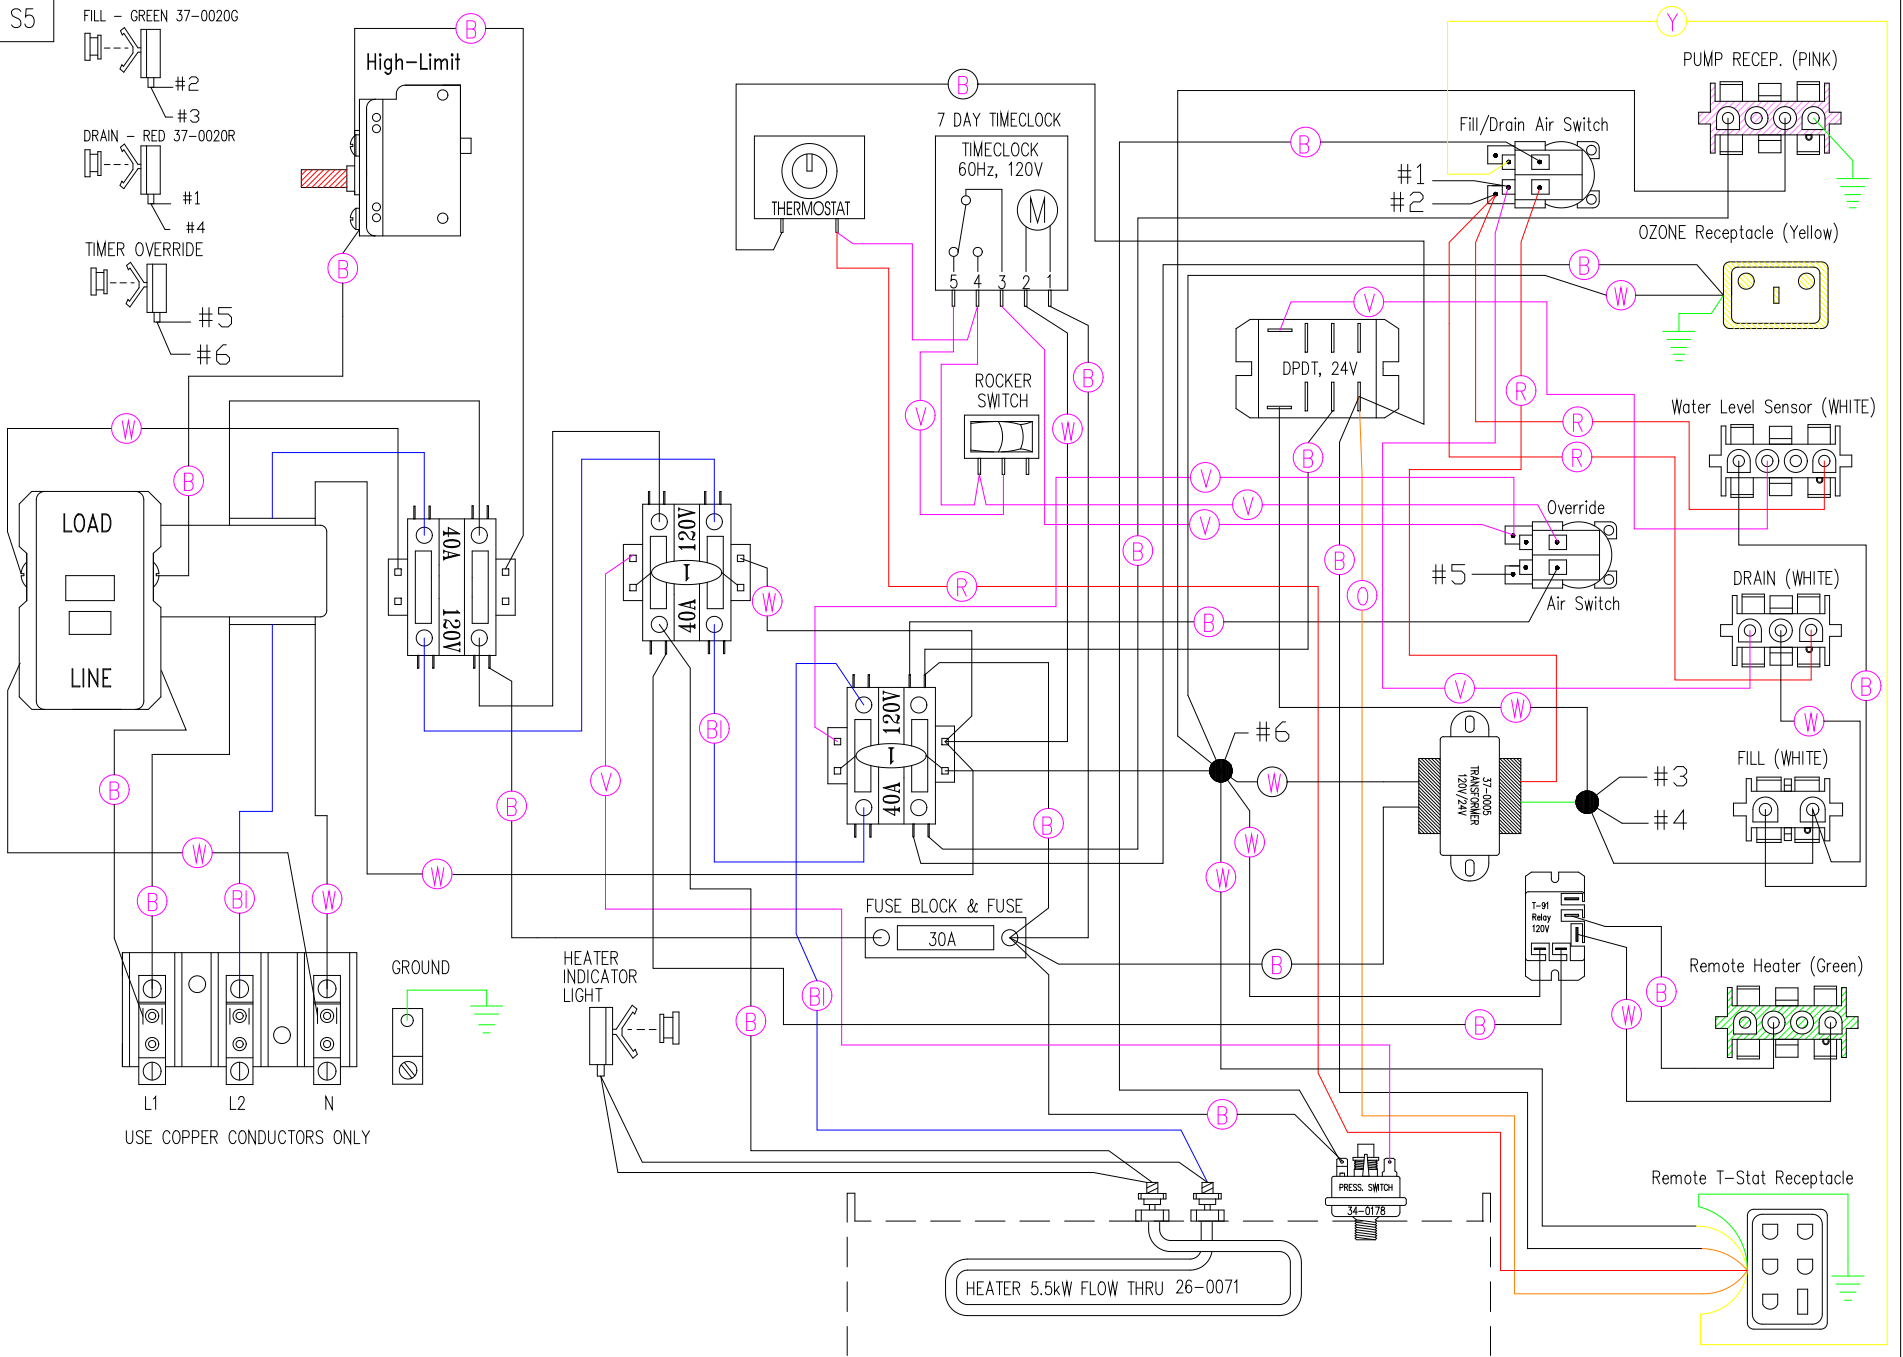 S5
FILL - GREEN 37-0020G
#2
#3
DRAIN - RED 37-0020R
#1
#4
TIMER OVERRIDE
#5
#6
High-Limit
B
B
W
B
LOAD
LINE
B
W
B
Bl
W
L1
L2
N
USE COPPER CONDUCTORS ONLY
GROUND
40A
120V
B
120V
1
40A
W
Bl
V
B
THERMOSTAT
7 DAY TIMECLOCK
TIMECLOCK
60Hz, 120V
M
5
4
3
2
1
ROCKER
SWITCH
V
B
W
R
120V
1
40A
W
B
FUSE BLOCK & FUSE
30A
HEATER
INDICATOR
LIGHT
B
Bl
B
B
B
B
V
V
V
B
B
B
O
B
#6
W
W
W
B
B
B
Y
PUMP RECEP. (PINK)
Fill/Drain Air Switch
#1
#2
OZONE Receptacle (Yellow)
B
W
V
DPDT, 24V
R
R
R
Water Level Sensor (WHITE)
Override
#5
Air Switch
DRAIN (WHITE)
V
W
B
W
37-0005
TRANSFORMER
120V/24V
#3
#4
FILL (WHITE)
T-91
Relay
120V
Remote Heater (Green)
B
W
PRESS. SWITCH
34-0178
Remote T-Stat Receptacle
HEATER 5.5kW FLOW THRU 26-0071